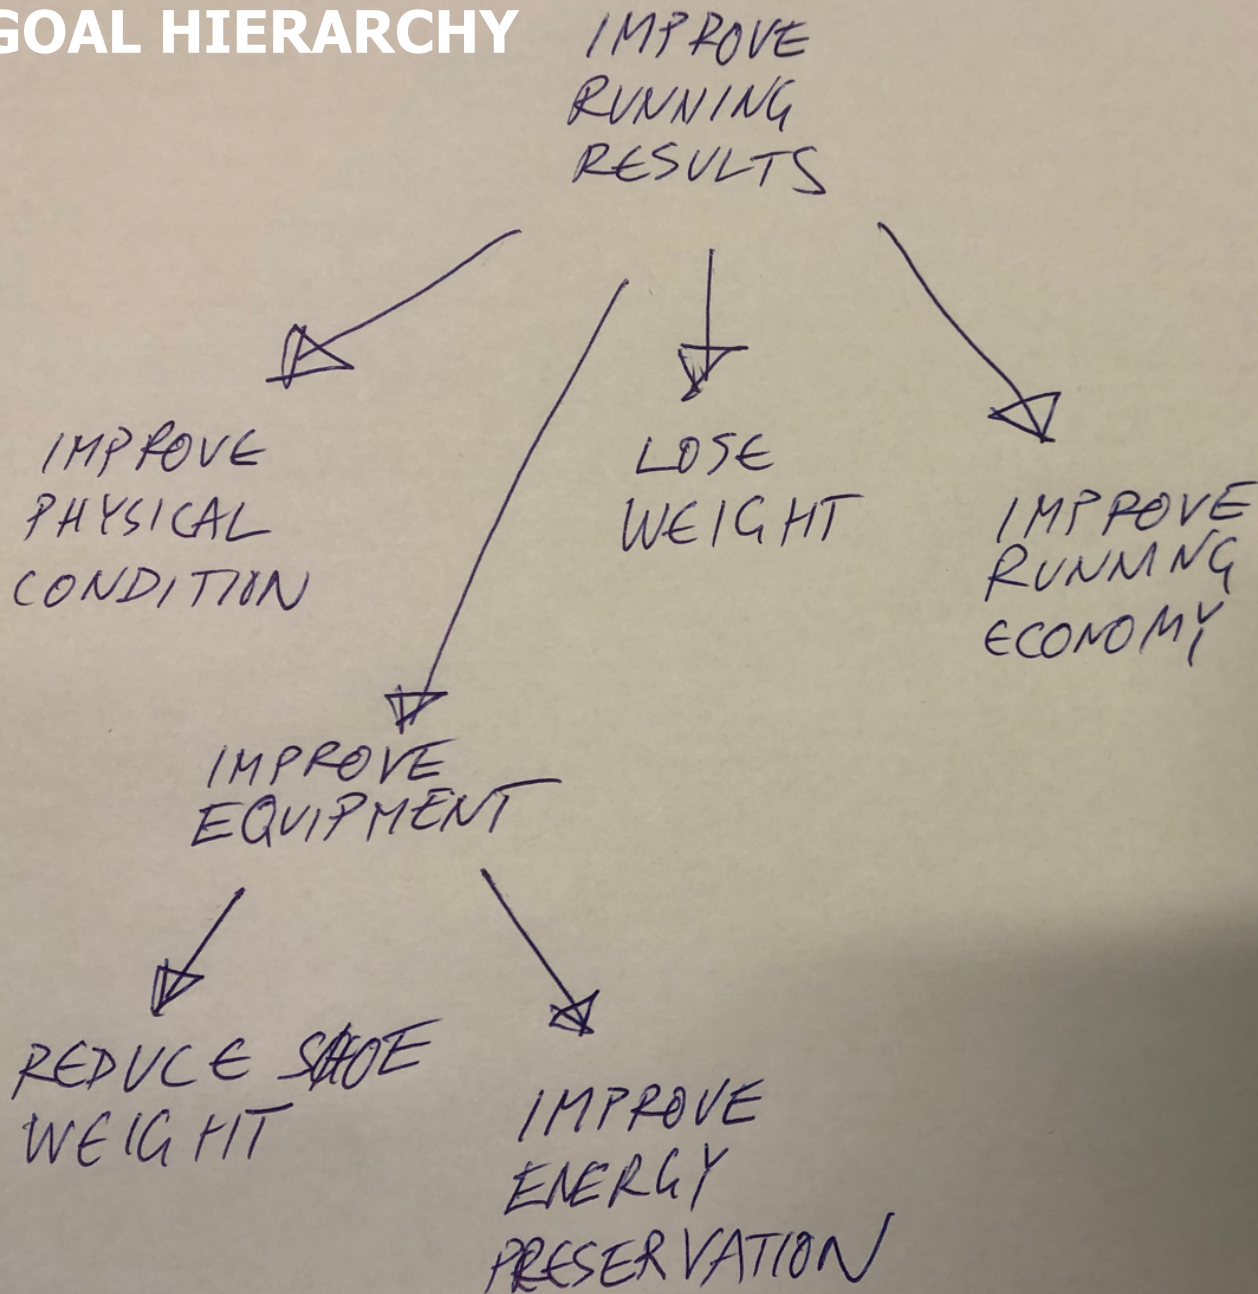 GOAL HIERARCHY
IMPROVE
RUNNING
RESULTS
IMPROVE
PHYSICAL
CONDITION
LOSE
WEIGHT
IMPROVE
RUNNING
ECONOMY
IMPROVE
EQUIPMENT
REDUCE SHOE
WEIGHT
IMPROVE
ENERGY
PRESERVATION